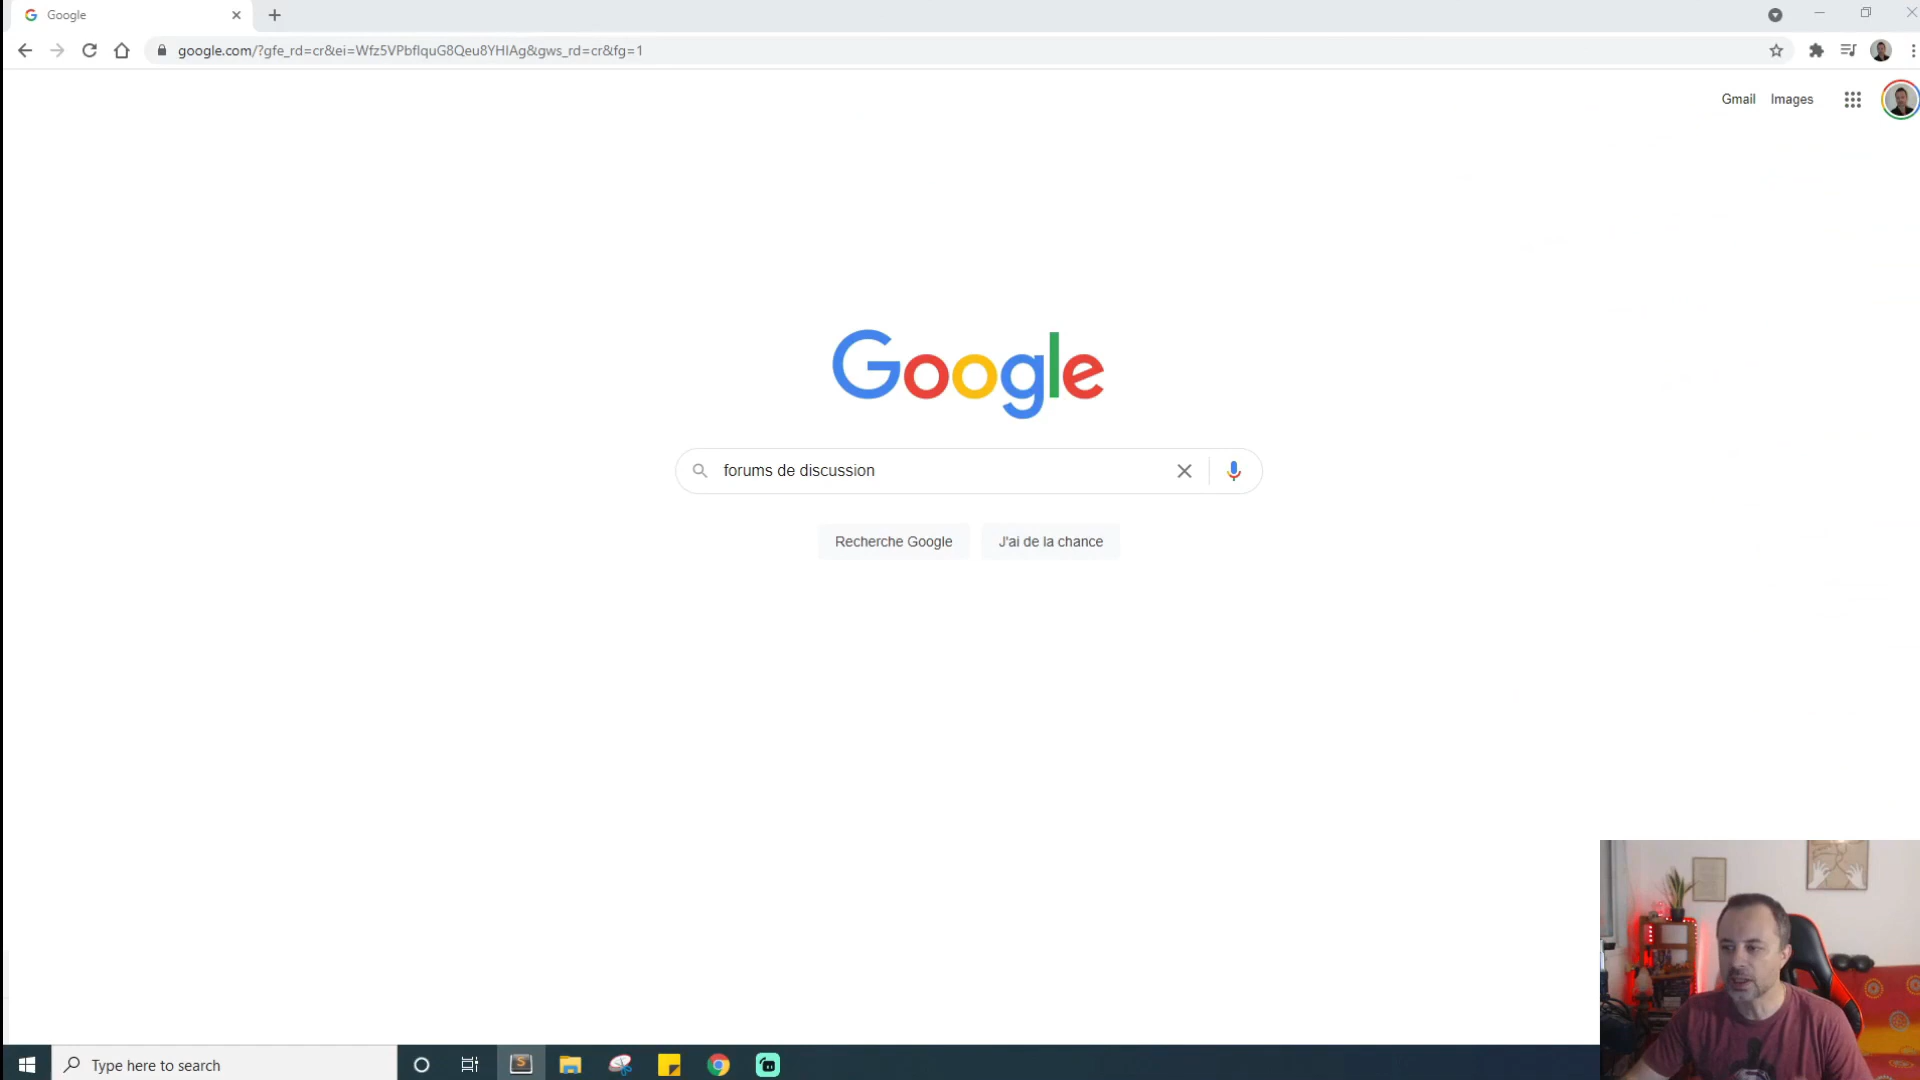 Google
google.com/?gfe_rd=cr&ei=Wfz5VPbfIquG8Qeu8YHIAg&gws_rd=cr&fg=1
Gmail Images
Google
forums de discussion
Recherche Google J'ai de la chance
Type here to search